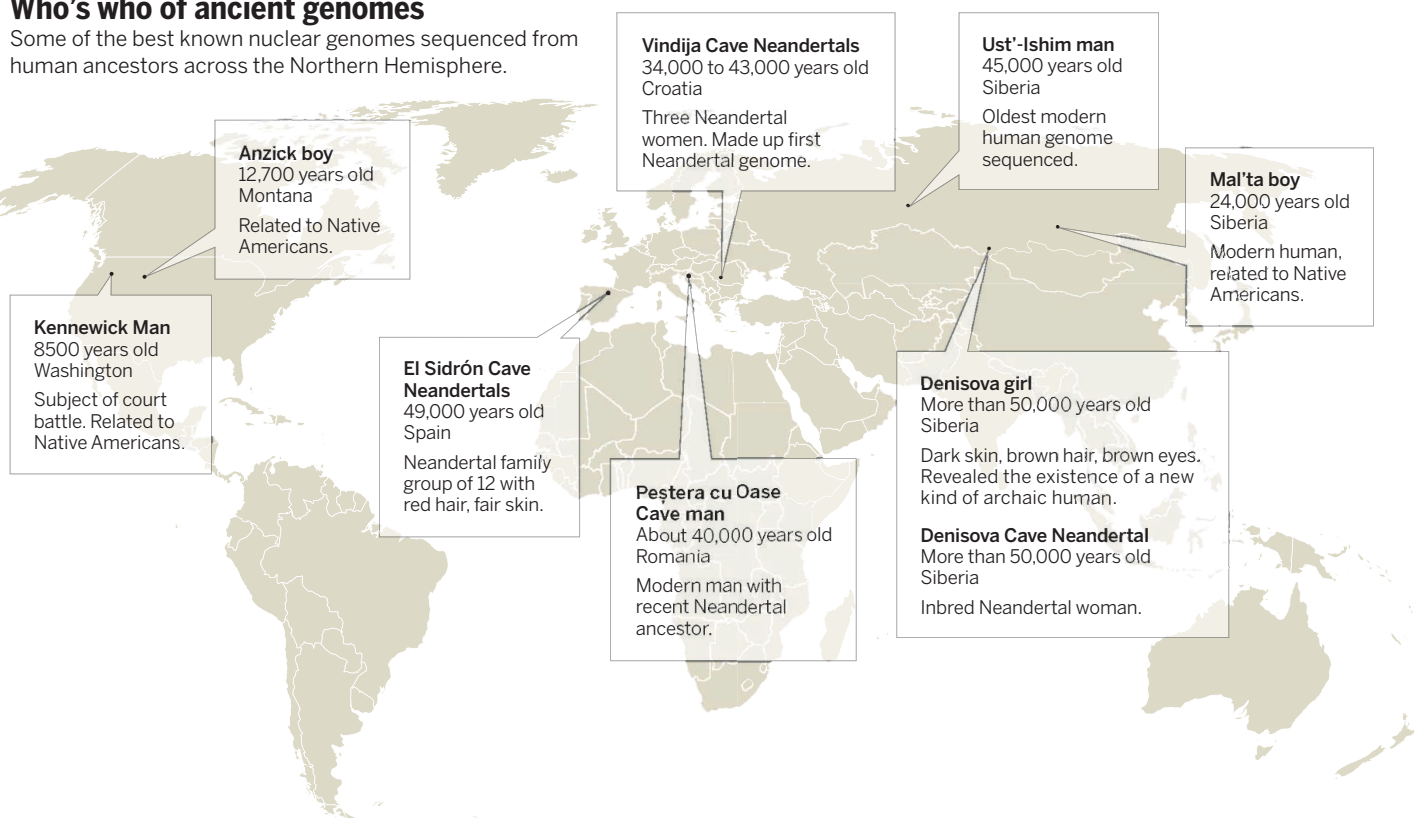 Who's who of ancient genomes
Some of the best known nuclear genomes sequenced from
human ancestors across the Northern Hemisphere.
Anzick boy
12,700 years old
Montana
Related to Native
Americans.
Kennewick Man
8500 years old
Washington
Subject of court
battle. Related to
Native Americans.
Vindija Cave Neandertals
34,000 to 43,000 years old
Croatia
Three Neandertal
women. Made up first
Neandertal genome.
Ust'-Ishim man
45,000 years old
Siberia
Oldest modern
human genome
sequenced.
Mal'ta boy
24,000 years old
Siberia
Modern human,
related to Native
Americans.
El Sidrón Cave
Neandertals
49,000 years old
Spain
Neandertal family
group of 12 with
red hair, fair skin.
Peştera cu Oase
Cave man
About 40,000 years old
Romania
Modern man with
recent Neandertal
ancestor.
Denisova girl
More than 50,000 years old
Siberia
Dark skin, brown hair, brown eyes.
Revealed the existence of a new
kind of archaic human.
Denisova Cave Neandertal
More than 50,000 years old
Siberia
Inbred Neandertal woman.